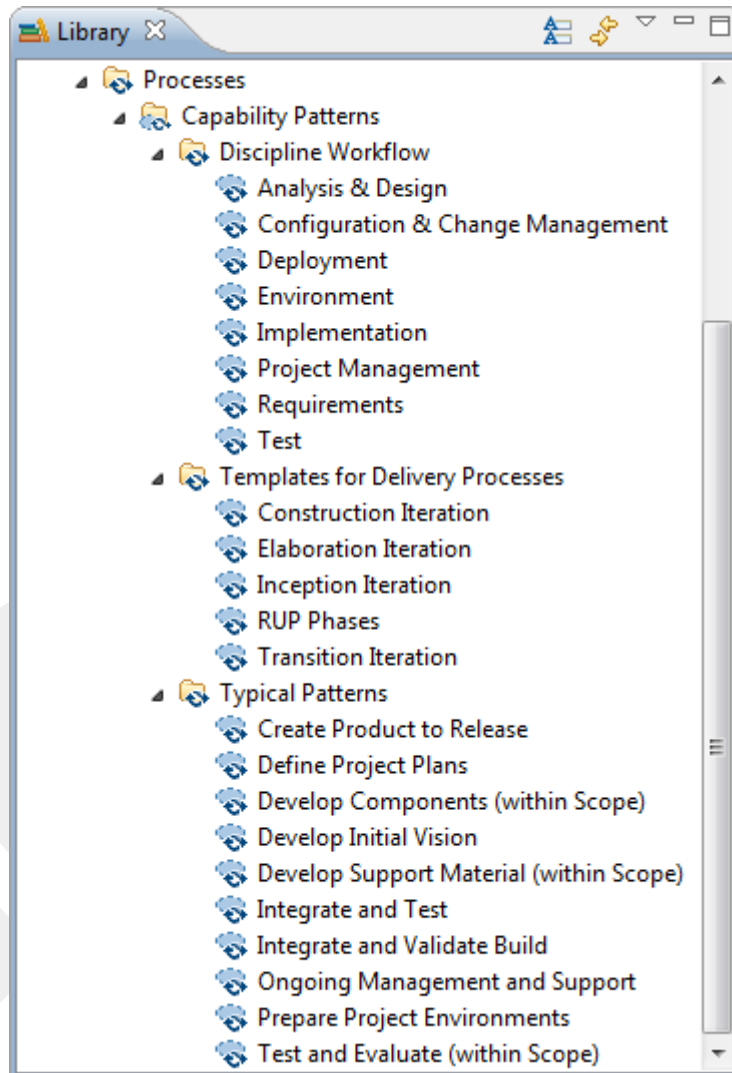 Library
Processes
Capability Patterns
Discipline Workflow
Analysis & Design
Configuration & Change Management
Deployment
Environment
Implementation
Project Management
Requirements
Test
Templates for Delivery Processes
Construction Iteration
Elaboration Iteration
Inception Iteration
RUP Phases
Transition Iteration
Typical Patterns
Create Product to Release
Define Project Plans
Develop Components (within Scope)
Develop Initial Vision
Develop Support Material (within Scope)
Integrate and Test
Integrate and Validate Build
Ongoing Management and Support
Prepare Project Environments
Test and Evaluate (within Scope)